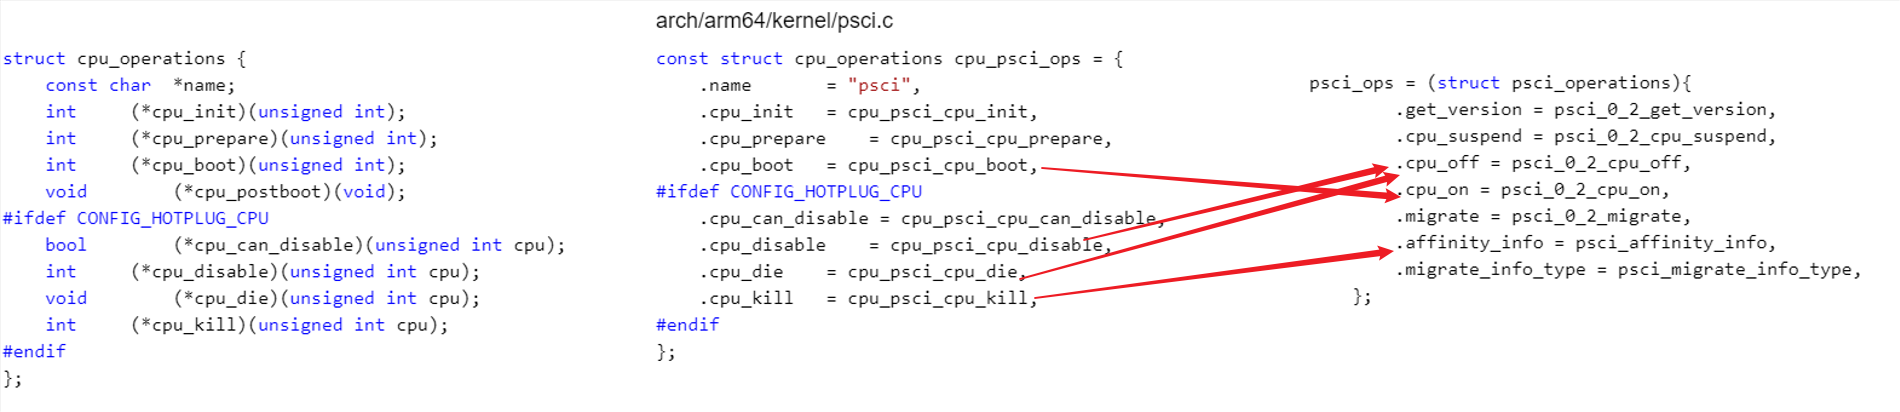 arch/arm64/kernel/psci.c
struct cpu_operations {
const char *name;
int (*cpu_init)(unsigned int);
int (*cpu_prepare)(unsigned int);
int (*cpu_boot)(unsigned int);
void (*cpu_postboot)(void);
#ifdef CONFIG_HOTPLUG_CPU
bool (*cpu_can_disable)(unsigned int cpu);
int (*cpu_disable)(unsigned int cpu);
void (*cpu_die)(unsigned int cpu);
int (*cpu_kill)(unsigned int cpu);
#endif
};
const struct cpu_operations cpu_psci_ops = {
.name = "psci",
.cpu_init = cpu_psci_cpu_init,
.cpu_prepare = cpu_psci_cpu_prepare,
.cpu_boot = cpu_psci_cpu_boot,
#ifdef CONFIG_HOTPLUG_CPU
.cpu_can_disable = cpu_psci_cpu_can_disable,
.cpu_disable = cpu_psci_cpu_disable,
.cpu_die = cpu_psci_cpu_die,
.cpu_kill = cpu_psci_cpu_kill,
#endif
};
psci_ops = (struct psci_operations){
.get_version = psci_0_2_get_version,
.cpu_suspend = psci_0_2_cpu_suspend,
.cpu_off = psci_0_2_cpu_off,
.cpu_on = psci_0_2_cpu_on,
.migrate = psci_0_2_migrate,
.affinity_info = psci_affinity_info,
.migrate_info_type = psci_migrate_info_type,
};